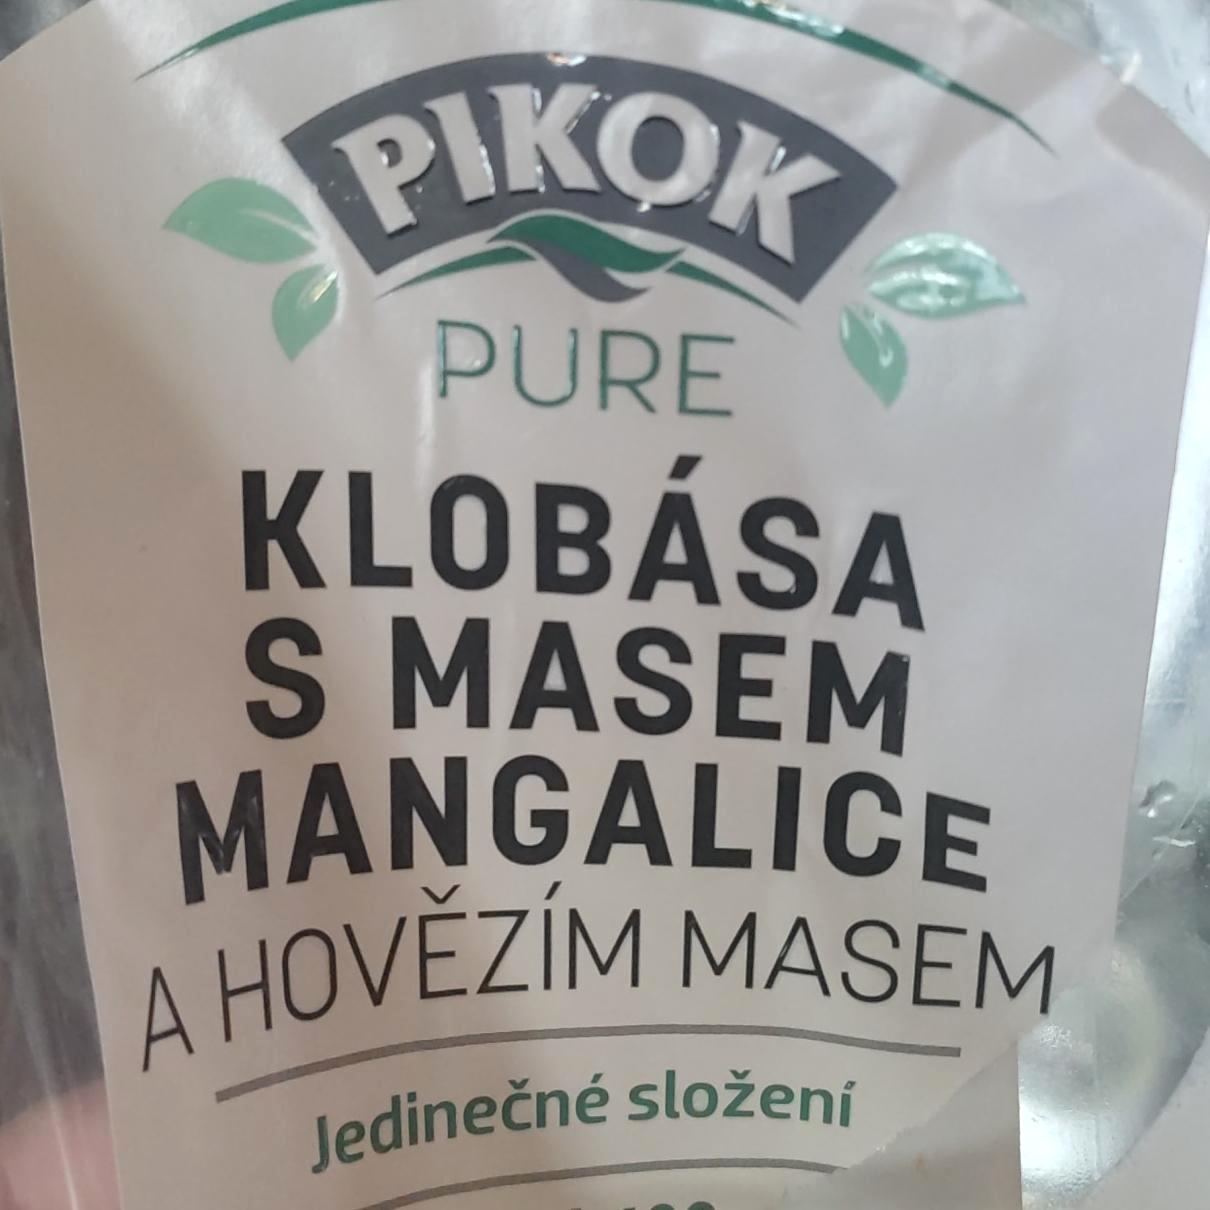 PIKOK
PURE
KLOBÁSA
S MASEM
MANGALICE
A HOVĚZÍM MASEM
Jedinečné složení